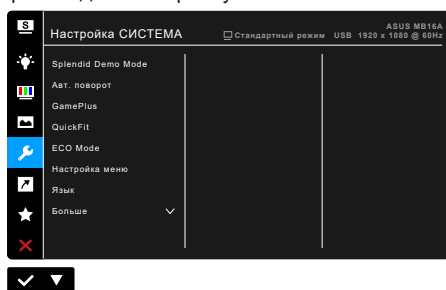 S
Настройка СИСТЕМА
Стандартный режим
ASUS MB16A
USB 1920 x 1080 @ 60Hz
Splendid Demo Mode
Авт. поворот
GamePlus
QuickFit
ECO Mode
Настройка меню
Язык
Больше